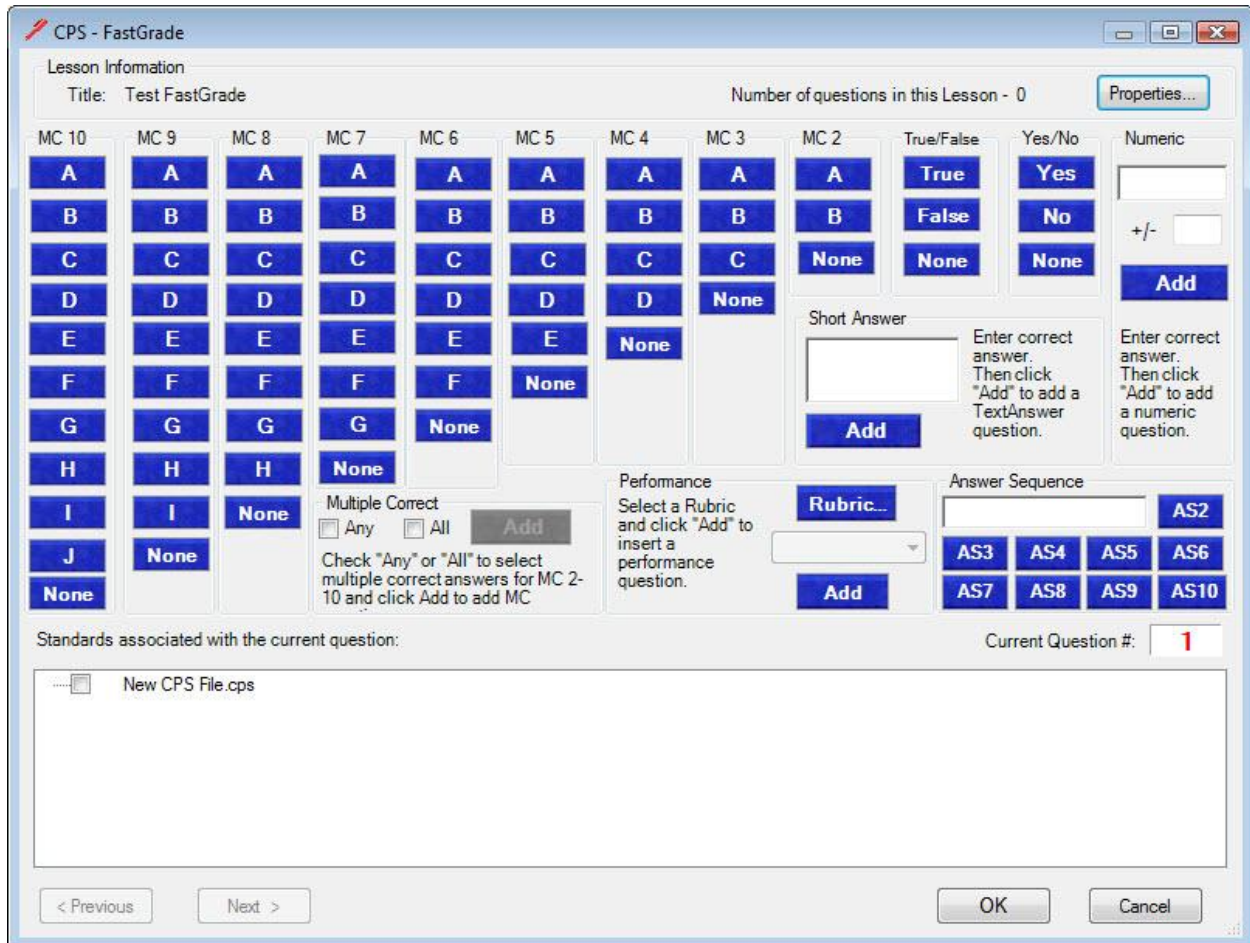 CPS - FastGrade
Lesson Information
Title: Test FastGrade
Number of questions in this Lesson - 0
Properties...
MC 10
A
B
C
D
E
F
G
H
I
J
None
MC 9
A
B
C
D
E
F
G
H
I
None
MC 8
A
B
C
D
E
F
G
H
None
MC 7
A
B
C
D
E
F
G
None
MC 6
A
B
C
D
E
F
None
MC 5
A
B
C
D
E
None
MC 4
A
B
C
D
None
MC 3
A
B
C
None
MC 2
A
B
None
True/False
True
False
None
Yes/No
Yes
No
None
Numeric
+/-
Add
Enter correct
answer.
Then click
"Add" to add
a numeric
question.
Short Answer
Add
Enter correct
answer.
Then click
"Add" to add a
TextAnswer
question.
Multiple Correct
Any
All
Add
Check "Any" or "All" to select
multiple correct answers for MC 2-
10 and click Add to add MC
Performance
Select a Rubric
and click "Add" to
insert a
performance
question.
Rubric...
Add
Answer Sequence
AS2
AS3 AS4 AS5 AS6
AS7 AS8 AS9 AS10
Standards associated with the current question:
Current Question #: 1
New CPS File.cps
< Previous
Next >
OK
Cancel